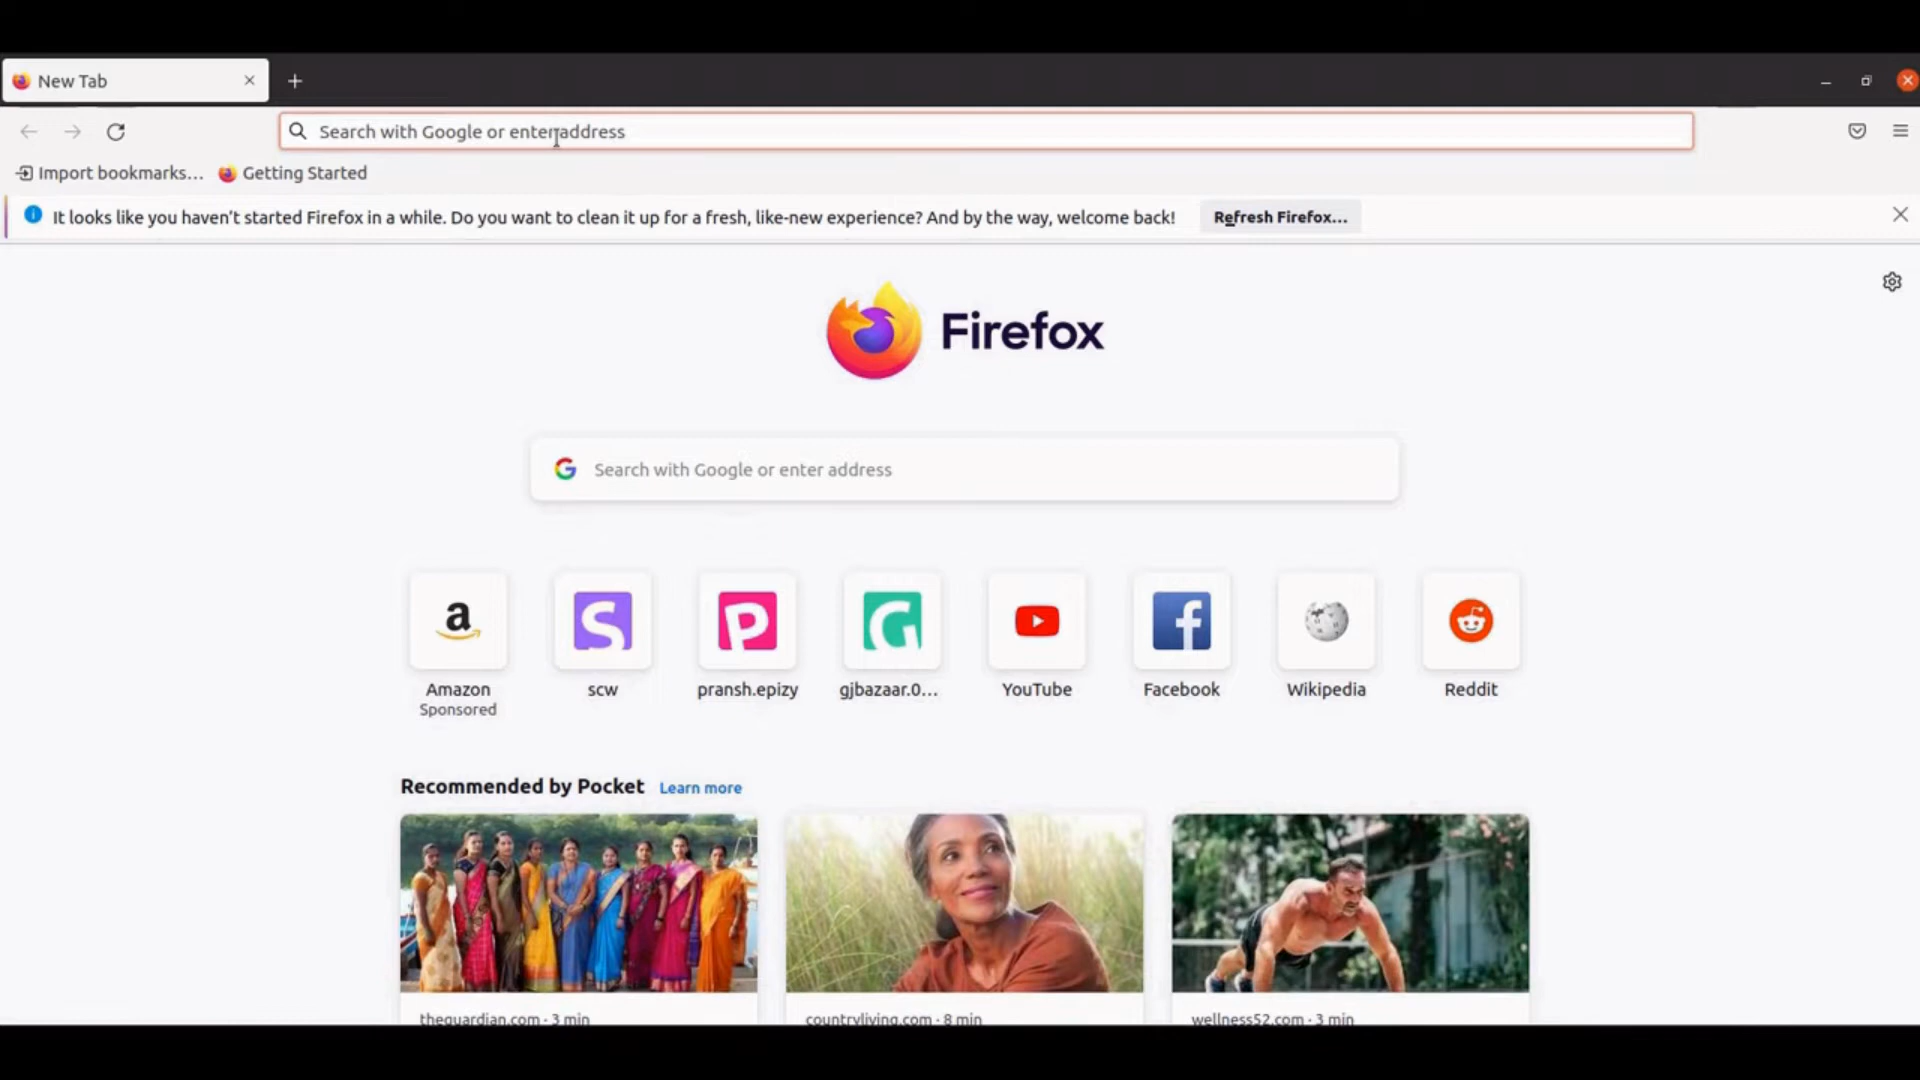 New Tab
Search with Google or enter address
Import bookmarks...
Getting Started
It looks like you haven't started Firefox in a while. Do you want to clean it up for a fresh, like-new experience? And by the way, welcome back!
Refresh Firefox...
Firefox
Search with Google or enter address
Amazon
Sponsored
scw
pransh.epizy
gjbazaar.0...
YouTube
Facebook
Wikipedia
Reddit
Recommended by Pocket
Learn more
theguardian.com · 3 min
countryliving.com · 8 min
wellness52.com · 3 min